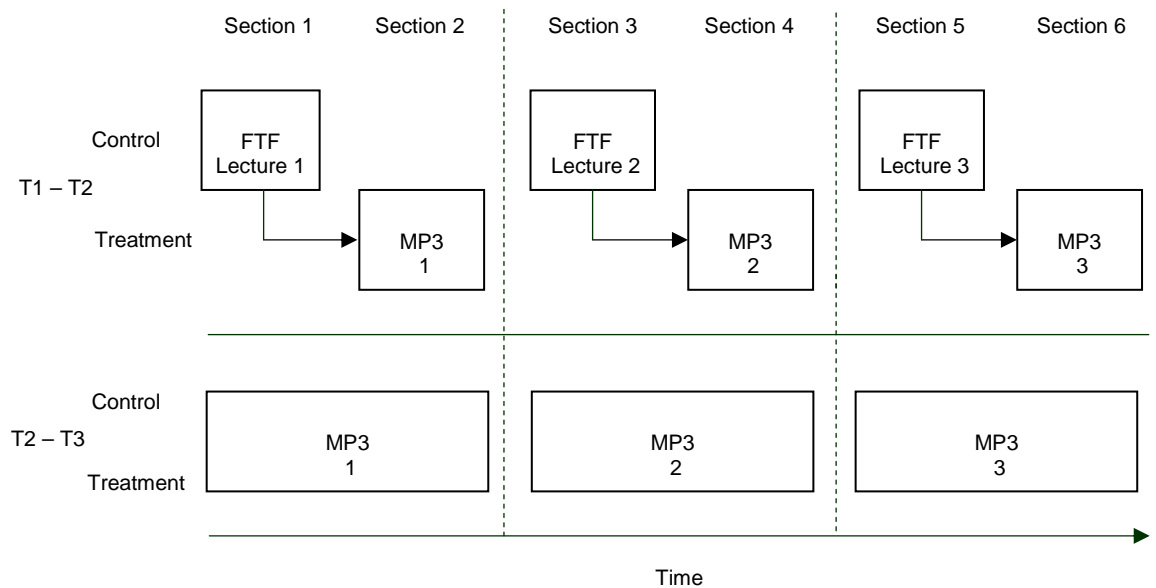 Section 1 Section 2 Section 3 Section 4 Section 5 Section 6
Control
FTF
Lecture 1
FTF
Lecture 2
FTF
Lecture 3
T1 – T2
Treatment
MP3
1
MP3
2
MP3
3
Control
T2 – T3
MP3
1
MP3
2
MP3
3
Treatment
Time